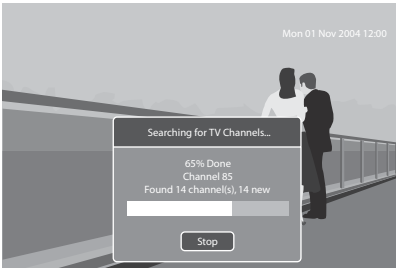 Mon 01 Nov 2004 12:00
Searching for TV Channels...
65% Done
Channel 85
Found 14 channel(s), 14 new
Stop